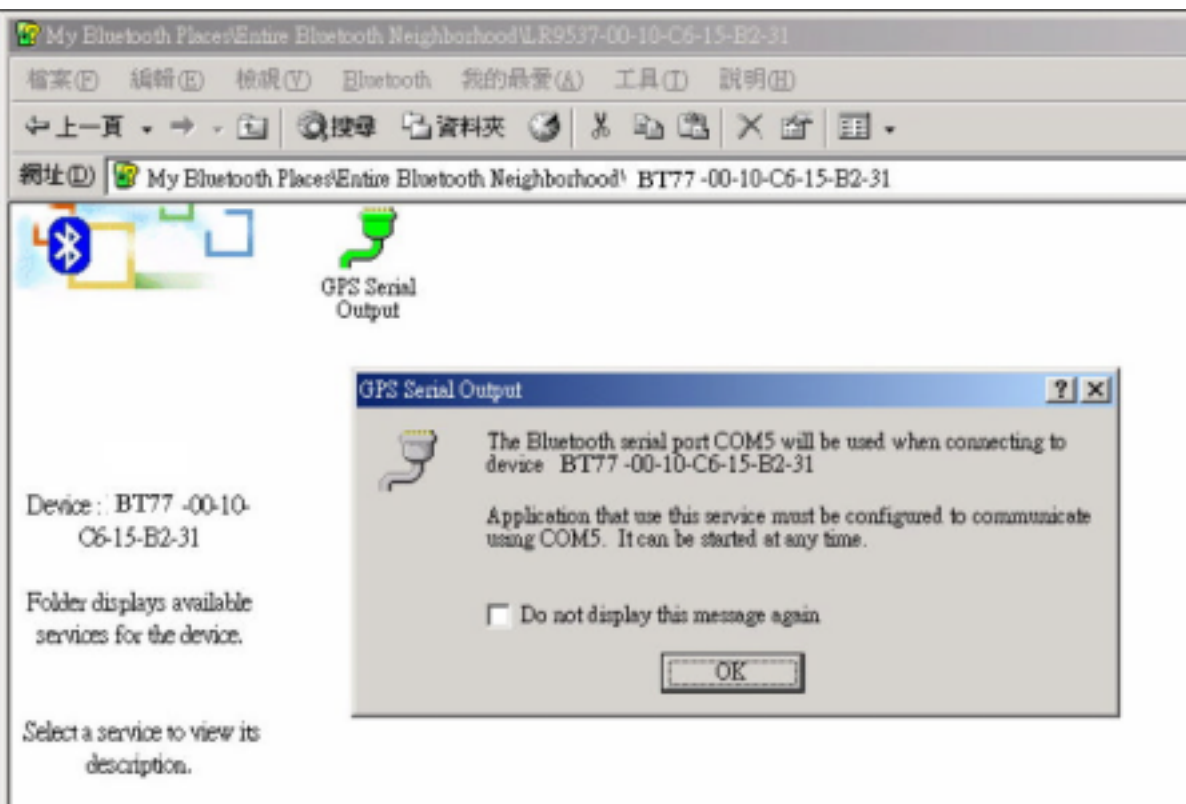 My Bluetooth Places\Entire Bluetooth Neighborhood\LR9537-00-10-C6-15-B2-31
檔案(F) 編輯(E) 檢視(V) Bluetooth 我的最愛(A) 工具(T) 說明(H)
上一頁 搜尋 資料夾
網址(D) My Bluetooth Places\Entire Bluetooth Neighborhood\ BT77 -00-10-C6-15-B2-31
GPS Serial
Output
GPS Serial Output
The Bluetooth serial port COM5 will be used when connecting to
device BT77 -00-10-C6-15-B2-31
Application that use this service must be configured to communicate
using COM5. It can be started at any time.
Do not display this message again
OK
Device : BT77 -00-10-
C6-15-B2-31
Folder displays available
services for the device.
Select a service to view its
description.